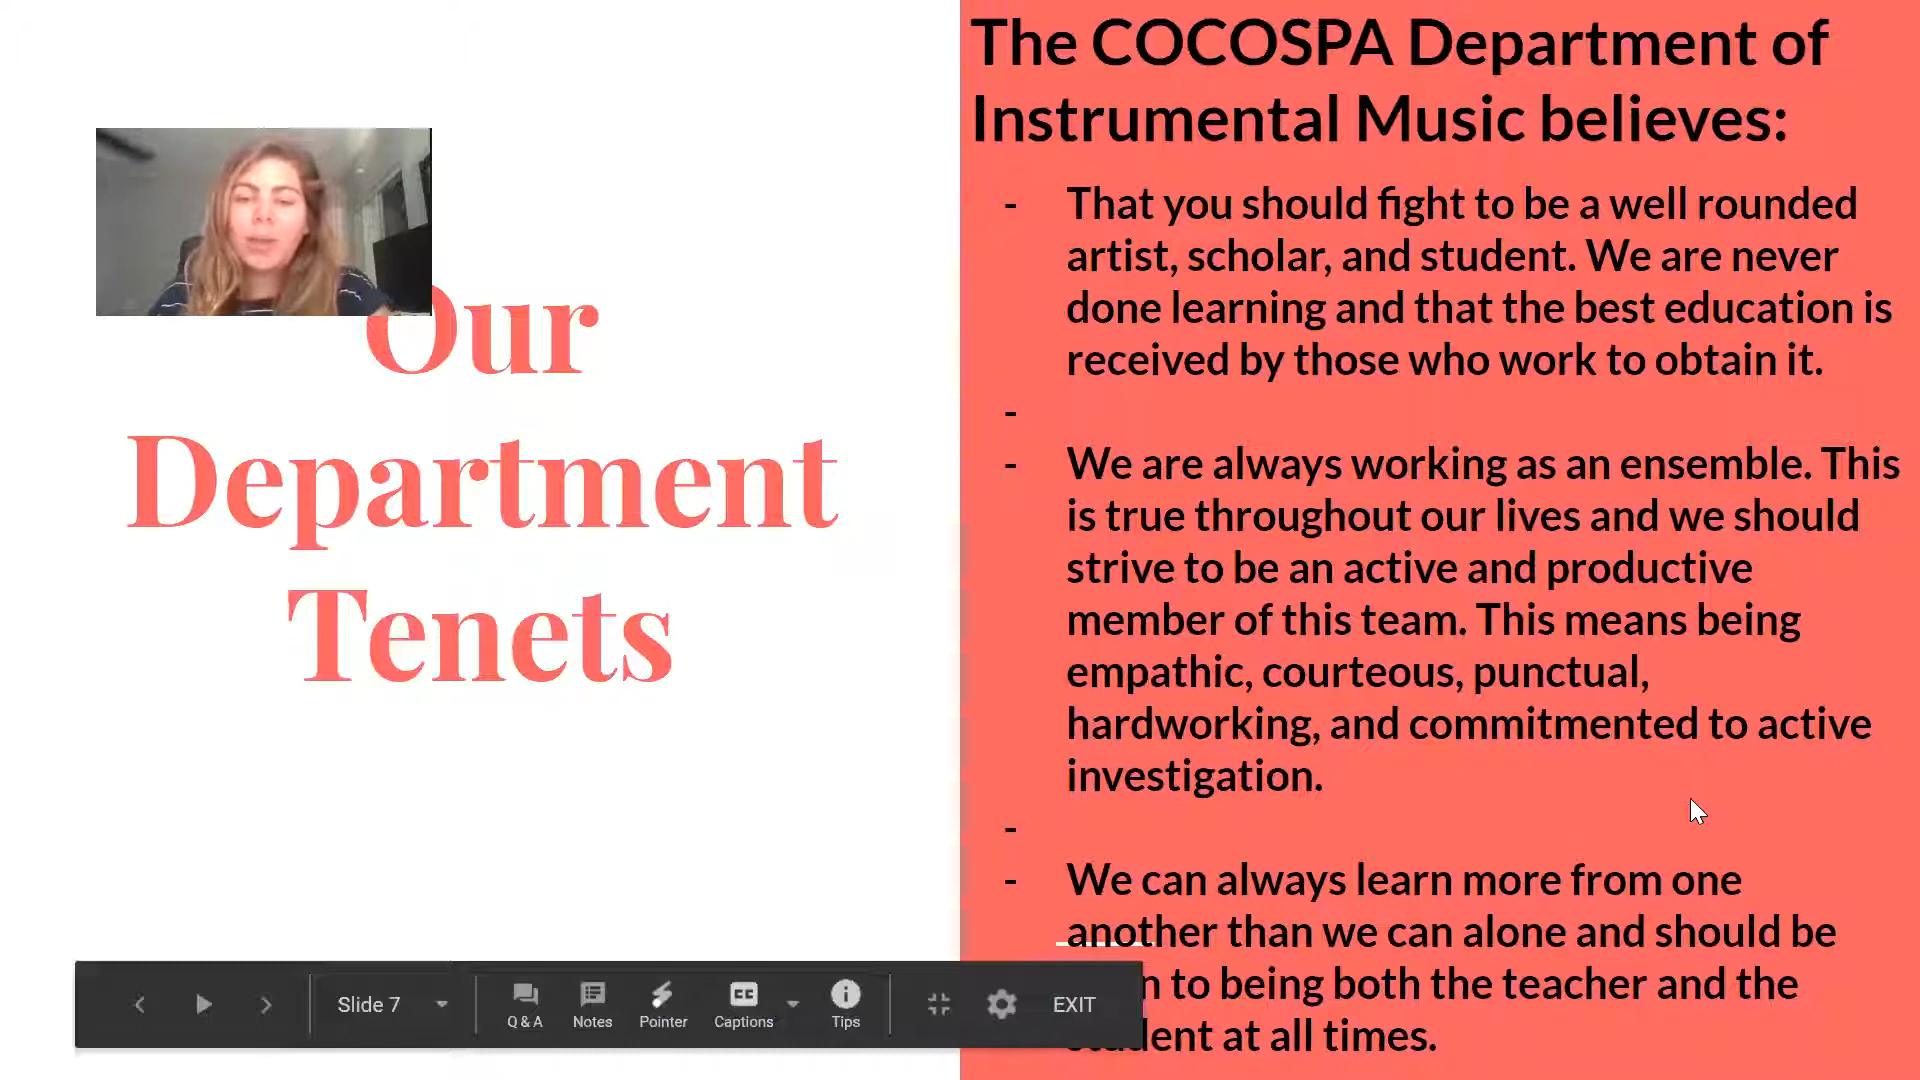 Our
Department
Tenets
The COCOSPA Department of
Instrumental Music believes:
- That you should fight to be a well rounded
artist, scholar, and student. We are never
done learning and that the best education is
received by those who work to obtain it.
-
- We are always working as an ensemble. This
is true throughout our lives and we should
strive to be an active and productive
member of this team. This means being
empathic, courteous, punctual,
hardworking, and commitmented to active
investigation.
-
- We can always learn more from one
another than we can alone and should be
to being both the teacher and the
at all times.
Slide 7
Q & A
Notes
Pointer
CC
Captions
Tips
EXIT